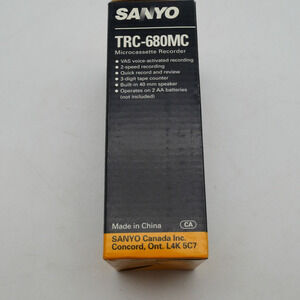 SANYO
TRC-680MC
Microcassette Recorder
• VAS voice-activated recording
• 2-speed recording
• Quick record and review
• 3-digit tape counter
• Built-in 40 mm speaker
• Operates on 2 AA batteries
(not included)
Made in China
CA
SANYO Canada Inc.
Concord, Ont. L4K 5C7